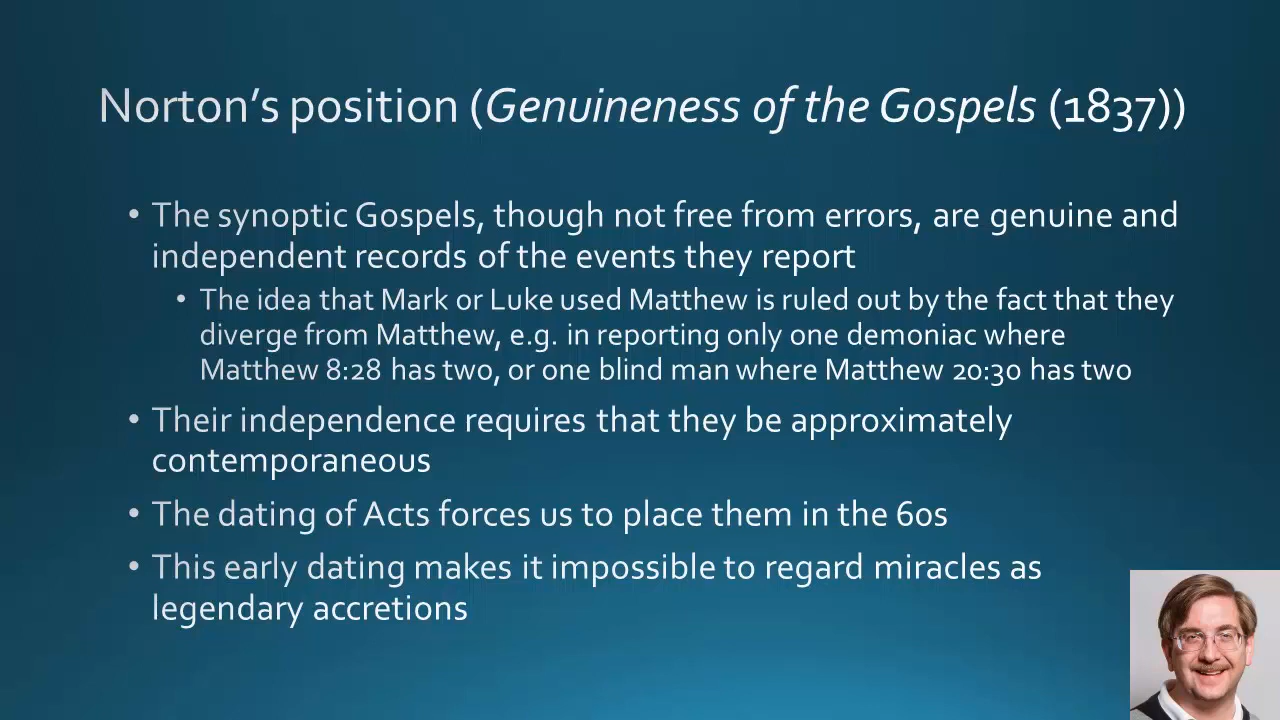 Norton's position (Genuineness of the Gospels (1837))
• The synoptic Gospels, though not free from errors, are genuine and
independent records of the events they report
• The idea that Mark or Luke used Matthew is ruled out by the fact that they
diverge from Matthew, e.g. in reporting only one demoniac where
Matthew 8:28 has two, or one blind man where Matthew 20:30 has two
• Their independence requires that they be approximately
contemporaneous
• The dating of Acts forces us to place them in the 60s
• This early dating makes it impossible to regard miracles as
legendary accretions